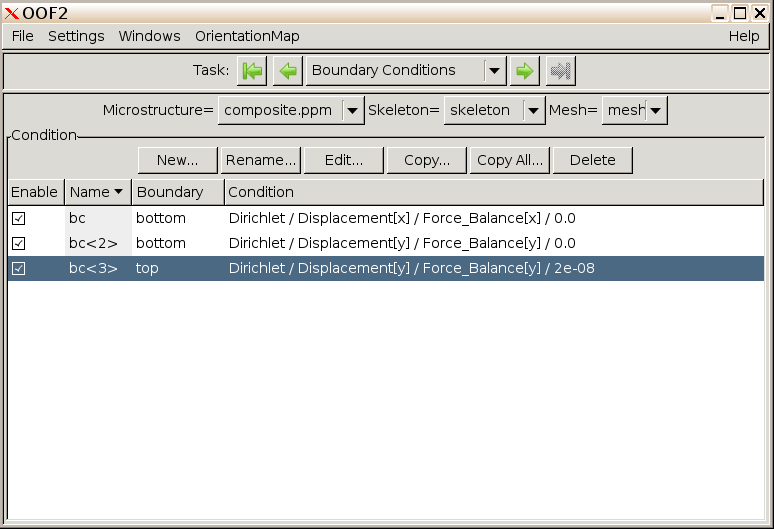 OOF2
File Settings Windows OrientationMap Help
Task: Boundary Conditions
Microstructure= composite.ppm Skeleton= skeleton Mesh= mesh
Condition
New... Rename... Edit... Copy... Copy All... Delete
Enable Name Boundary Condition
bc bottom Dirichlet / Displacement[x] / Force_Balance[x] / 0.0
bc<2> bottom Dirichlet / Displacement[y] / Force_Balance[y] / 0.0
bc<3> top Dirichlet / Displacement[y] / Force_Balance[y] / 2e-08